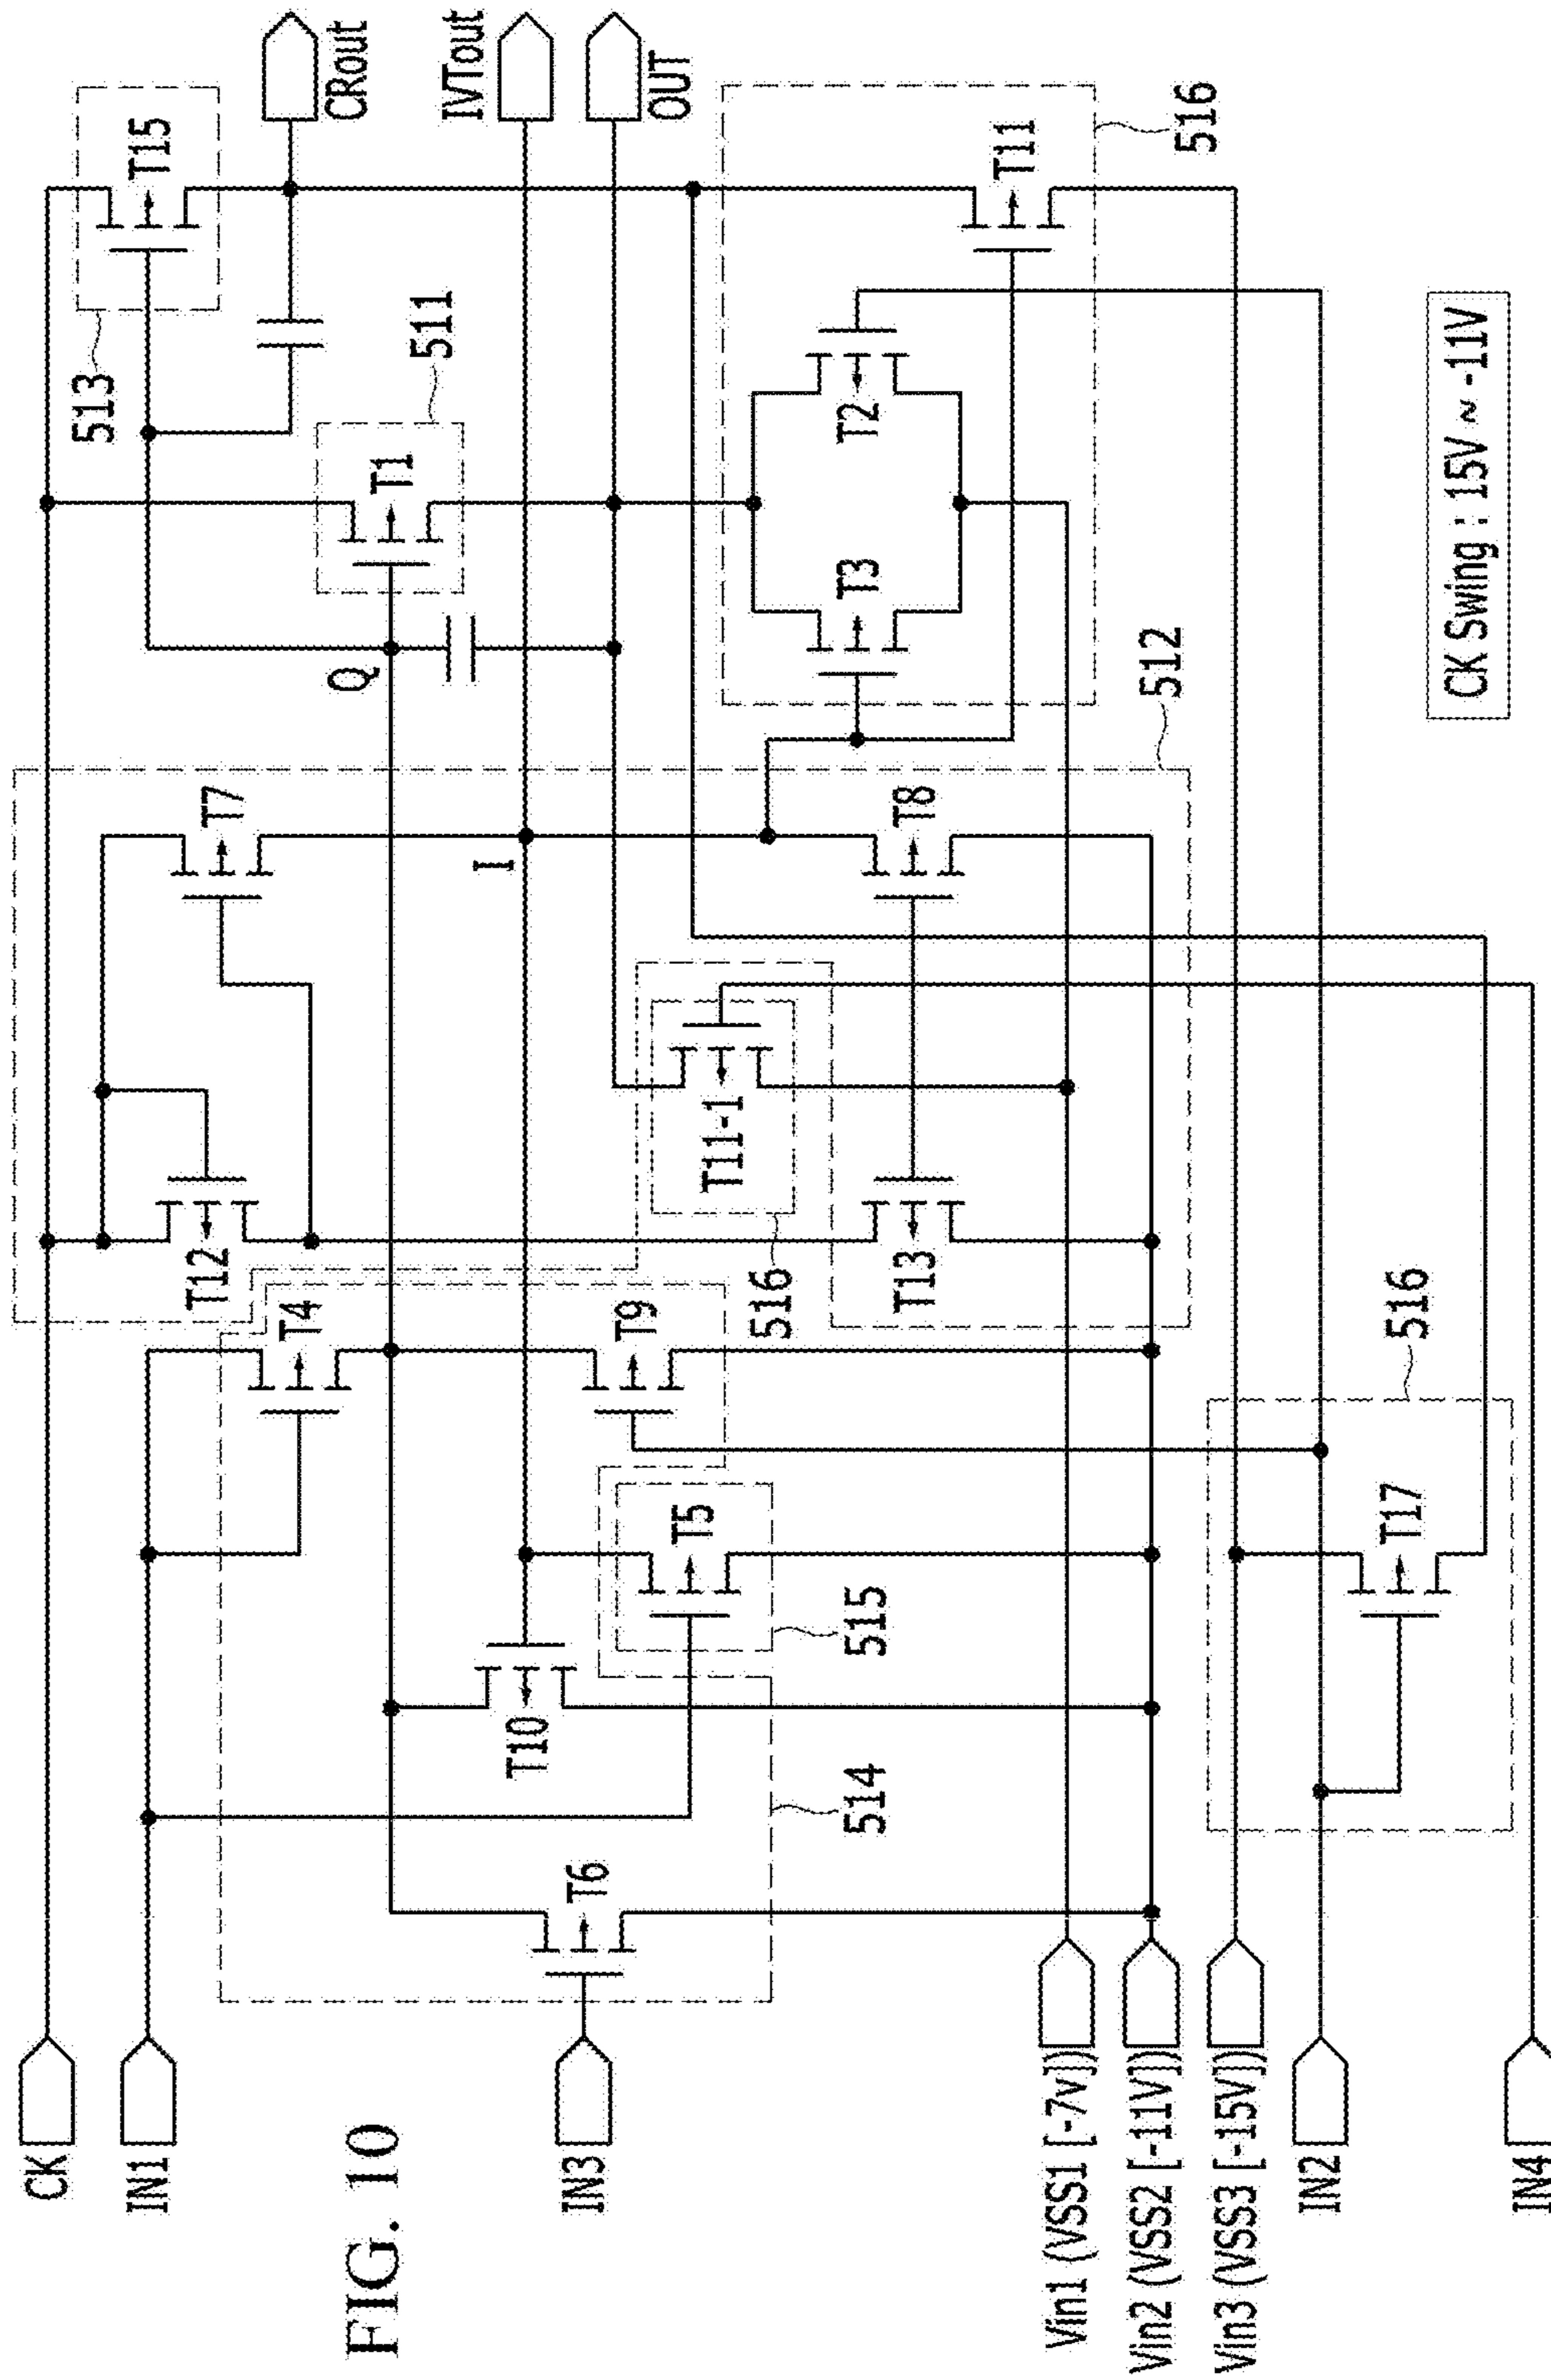 FIG. 10
CK
IN1
IN3
Vin1 (VSS1 [-7v])
Vin2 (VSS2 [-11V])
Vin3 (VSS3 [-15V])
IN2
IN4
T6
514
T10
T5
515
T4
T9
T17
516
T12
T11-1
516
T13
T7
I
T8
512
Q
T1
511
T3
T2
513
T15
T11
516
CRout
IVTout
OUT
CK Swing : 15V ~ -11V